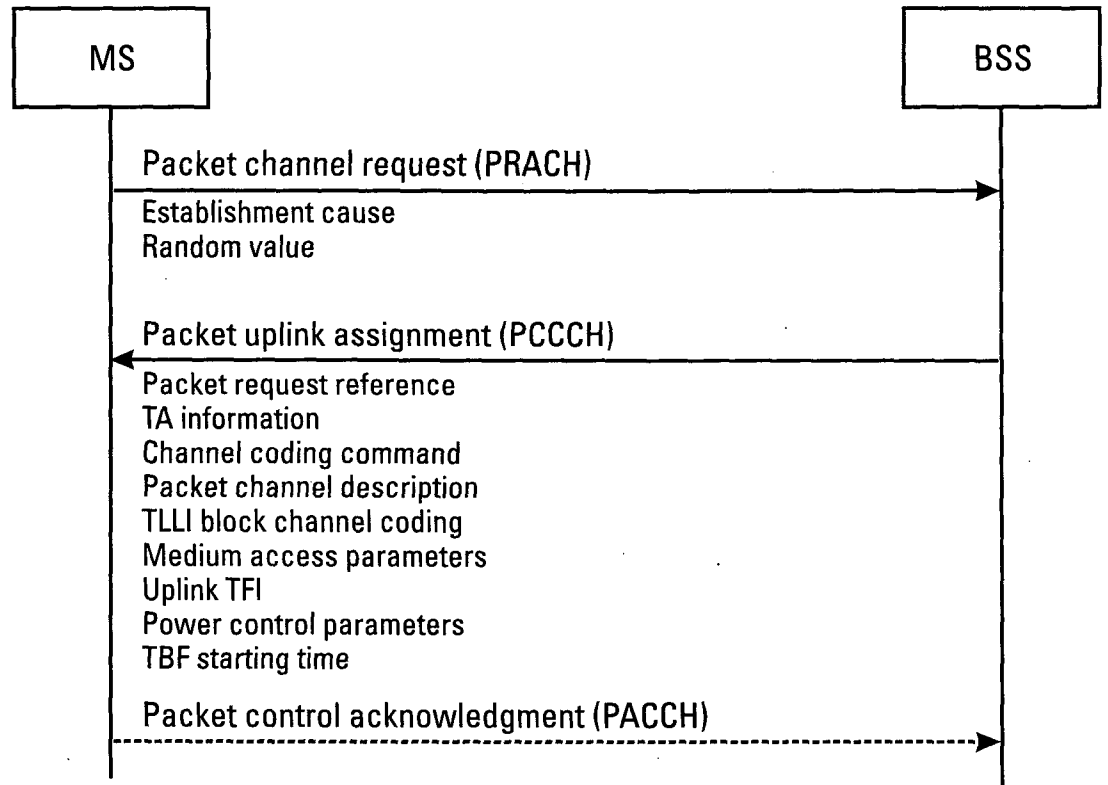 MS
BSS
Packet channel request (PRACH)
Establishment cause
Random value
Packet uplink assignment (PCCCH)
Packet request reference
TA information
Channel coding command
Packet channel description
TLLI block channel coding
Medium access parameters
Uplink TFI
Power control parameters
TBF starting time
Packet control acknowledgment (PACCH)